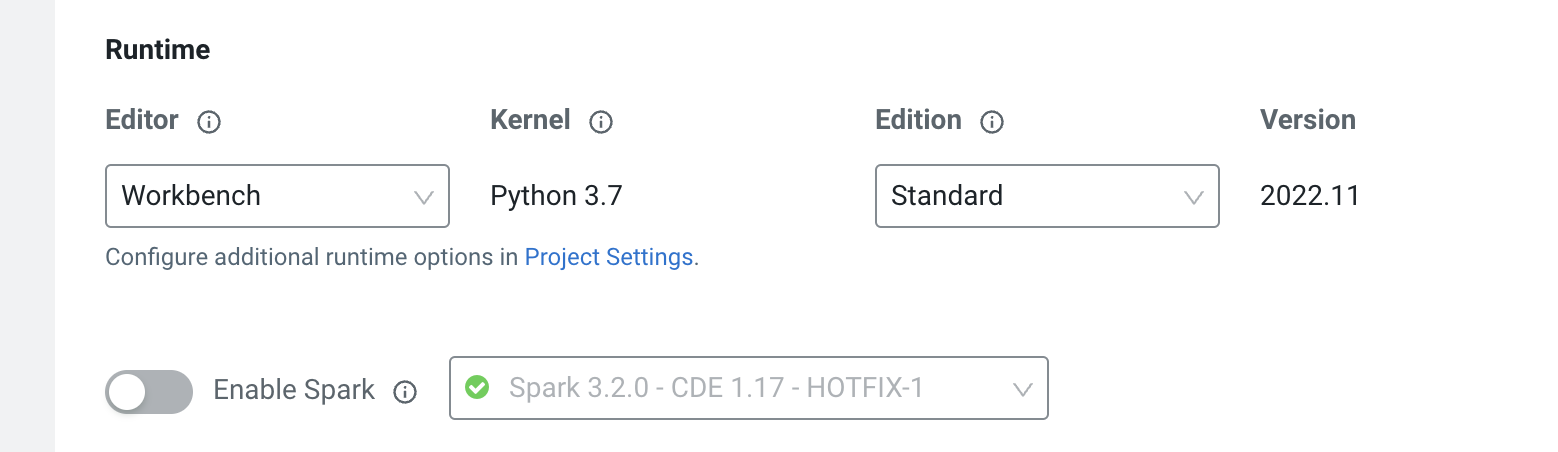 Runtime
Editor Kernel Edition Version
Workbench Python 3.7 Standard 2022.11
Configure additional runtime options in Project Settings.
Enable Spark Spark 3.2.0 - CDE 1.17 - HOTFIX-1